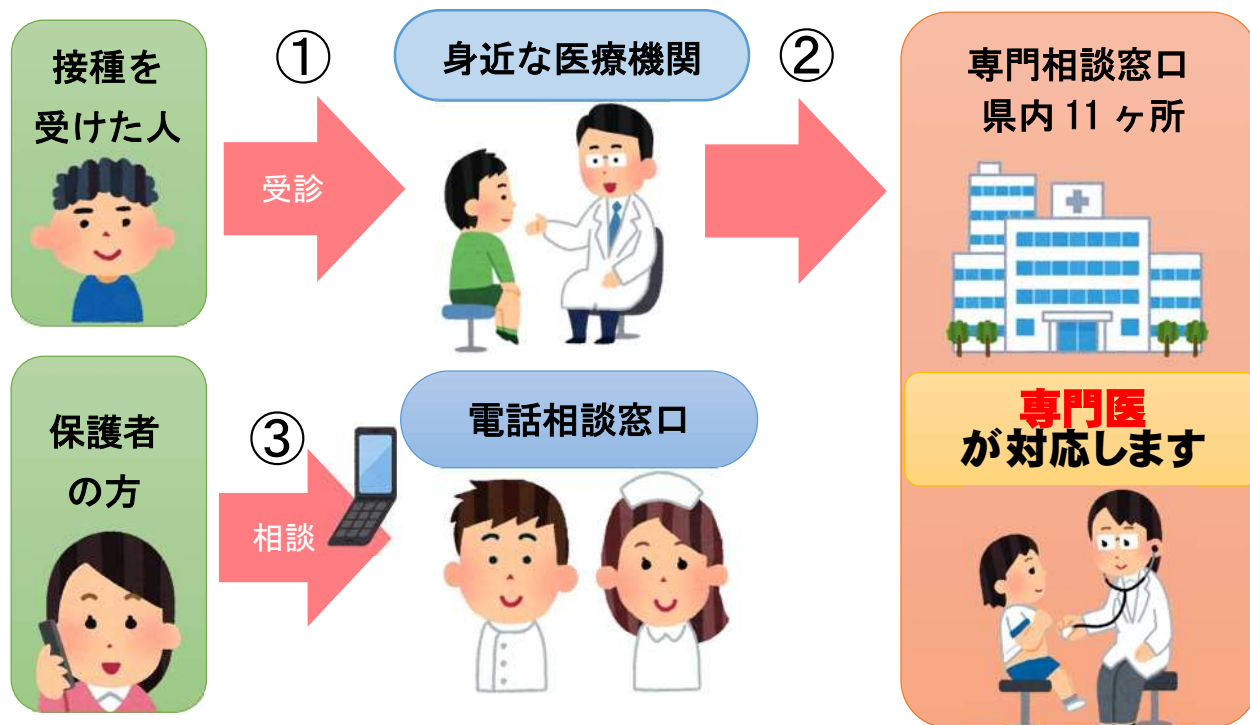 接種を
受けた人
①
受診
身近な医療機関
②
専門相談窓口
県内 11 ヶ所
専門医
が対応します
保護者
の方
③
相談
電話相談窓口